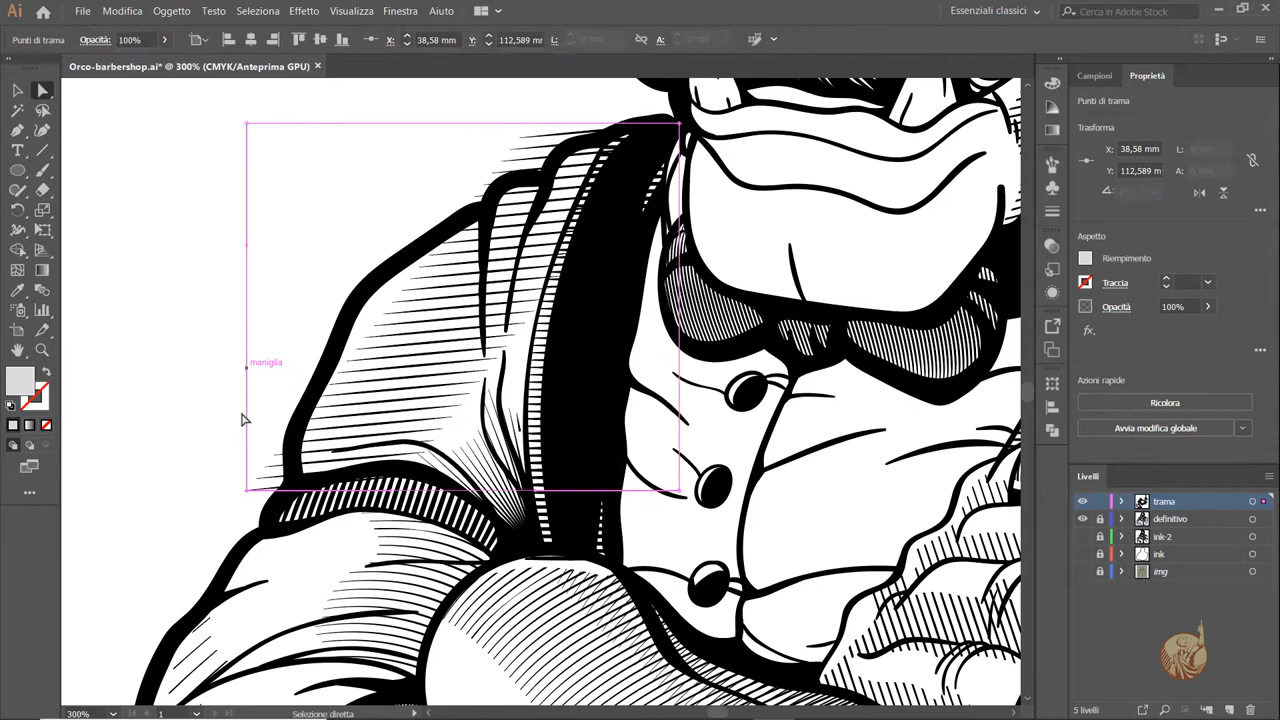 Ai File Modifica Oggetto Testo Seleziona Effetto Visualizza Finestra Aiuto Essenziali classici Cerca in Adobe Stock
Punti di trama Opacità: 100% X: 38,58 mm Y: 112,589 mm L: 0 mm A: 0 mm
Orco-barbershop.ai* @ 300% (CMYK/Anteprima GPU) ×
Campioni Proprietà
Punti di trama
Trasforma
X: 38,58 mm L:
Y: 112,589 m A:
Aspetto
Riempimento
Traccia
Opacità 100%
fx.
maniglia
Azioni rapide
Ricolora
Avvia modifica globale
Livelli
trama
definitivo
ink-2
ink
img
5 livelli
300% 1 Selezione diretta